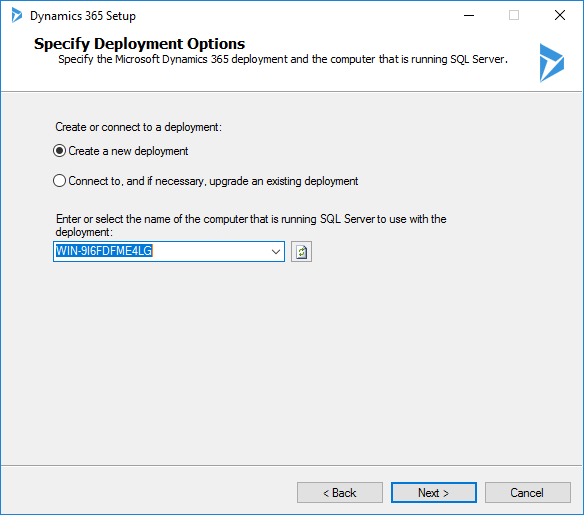 Dynamics 365 Setup
Specify Deployment Options
Specify the Microsoft Dynamics 365 deployment and the computer that is running SQL Server.
Create or connect to a deployment:
Create a new deployment
Connect to, and if necessary, upgrade an existing deployment
Enter or select the name of the computer that is running SQL Server to use with the
deployment:
WIN-9I6FDFME4LG
< Back
Next >
Cancel